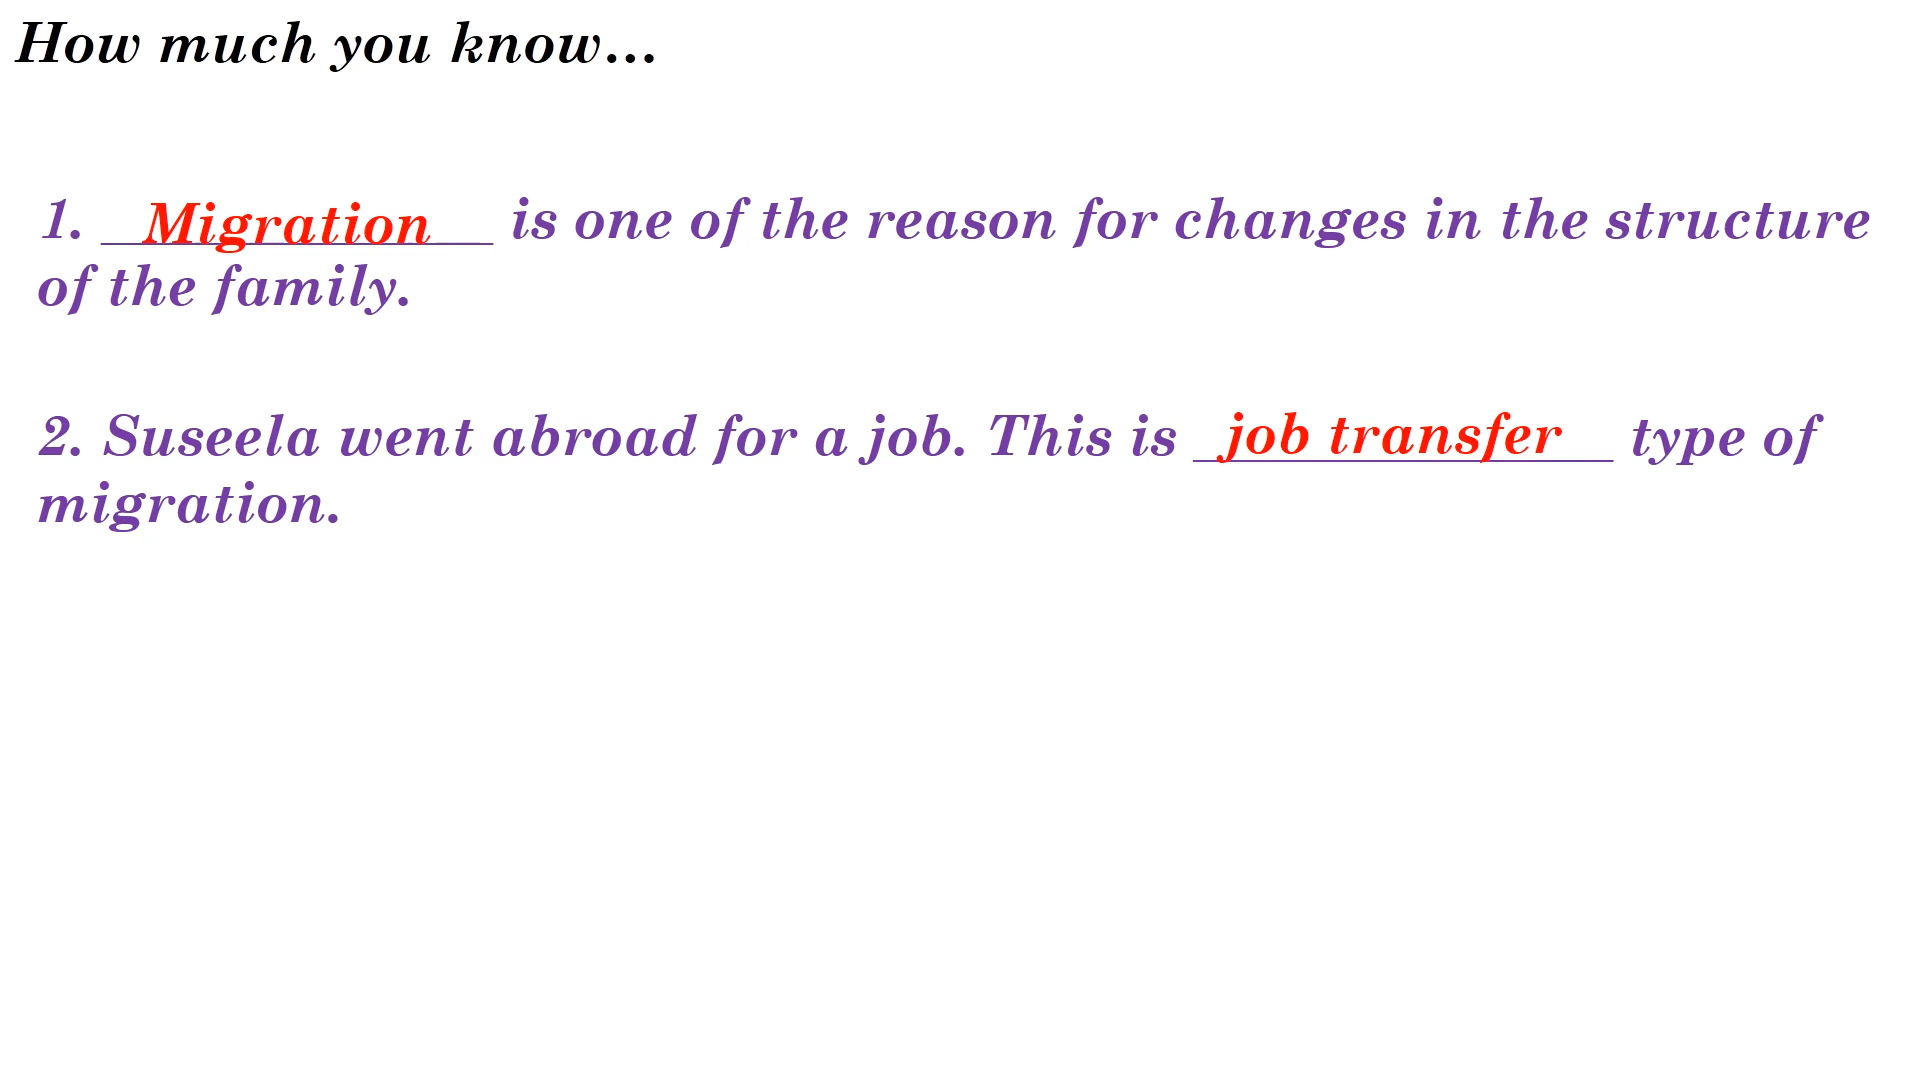 How much you know...
1. Migration is one of the reason for changes in the structure
of the family.
2. Suseela went abroad for a job. This is job transfer type of
migration.